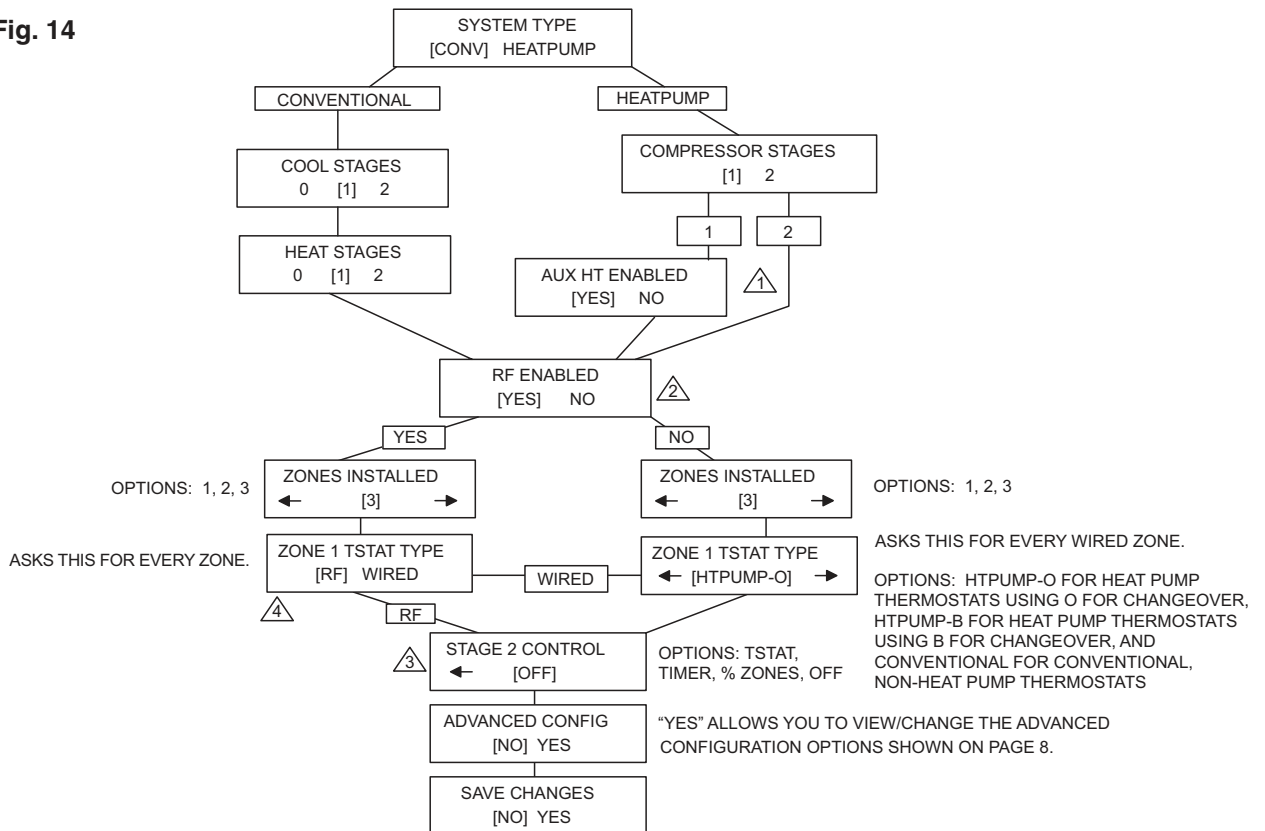 Fig. 14
SYSTEM TYPE
[CONV] HEATPUMP
CONVENTIONAL
HEATPUMP
COOL STAGES
0 [1] 2
COMPRESSOR STAGES
[1] 2
1
2
HEAT STAGES
0 [1] 2
AUX HT ENABLED
[YES] NO
1
RF ENABLED
[YES] NO
2
YES
NO
OPTIONS: 1, 2, 3
ZONES INSTALLED
[3]
ZONES INSTALLED
[3]
OPTIONS: 1, 2, 3
ASKS THIS FOR EVERY ZONE.
ZONE 1 TSTAT TYPE
[RF] WIRED
WIRED
ZONE 1 TSTAT TYPE
[HTPUMP-O]
ASKS THIS FOR EVERY WIRED ZONE.
OPTIONS: HTPUMP-O FOR HEAT PUMP
THERMOSTATS USING O FOR CHANGEOVER,
HTPUMP-B FOR HEAT PUMP THERMOSTATS
USING B FOR CHANGEOVER, AND
CONVENTIONAL FOR CONVENTIONAL,
NON-HEAT PUMP THERMOSTATS
4
RF
3
STAGE 2 CONTROL
[OFF]
OPTIONS: TSTAT,
TIMER, % ZONES, OFF
ADVANCED CONFIG
[NO] YES
“YES” ALLOWS YOU TO VIEW/CHANGE THE ADVANCED
CONFIGURATION OPTIONS SHOWN ON PAGE 8.
SAVE CHANGES
[NO] YES